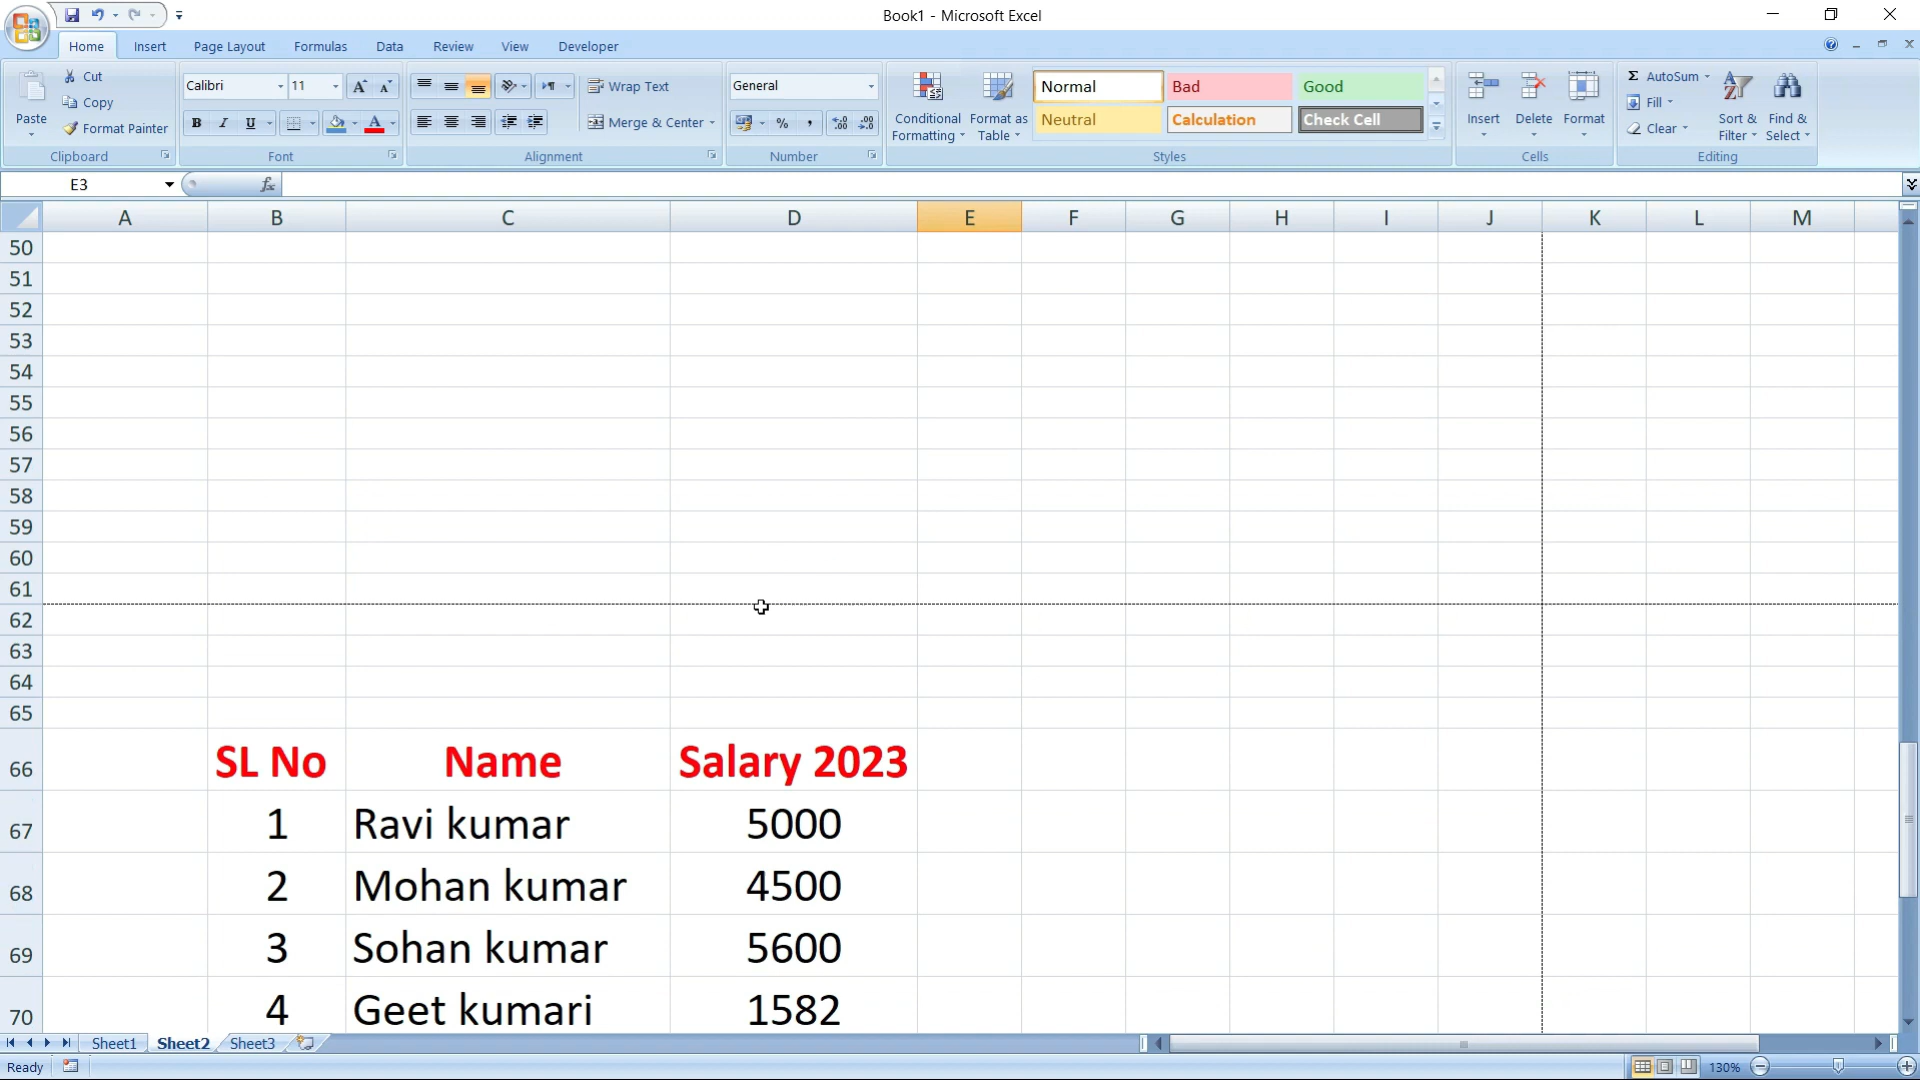 Book1 - Microsoft Excel
Home Insert Page Layout Formulas Data Review View Developer
Paste
Cut
Copy
Format Painter
Clipboard
Calibri 11
B I U
Font
Wrap Text
Merge & Center
Alignment
General
% ,
Number
Conditional Formatting
Format as Table
Normal Bad Good
Neutral Calculation Check Cell
Styles
Insert Delete Format
Cells
Σ AutoSum
Fill
Clear
Sort & Filter
Find & Select
Editing
E3 fx
A B C D E F G H I J K L M
50
51
52
53
54
55
56
57
58
59
60
61
62
63
64
65
66 SL No Name Salary 2023
67 1 Ravi kumar 5000
68 2 Mohan kumar 4500
69 3 Sohan kumar 5600
70 4 Geet kumari 1582
Sheet1 Sheet2 Sheet3
Ready 130%